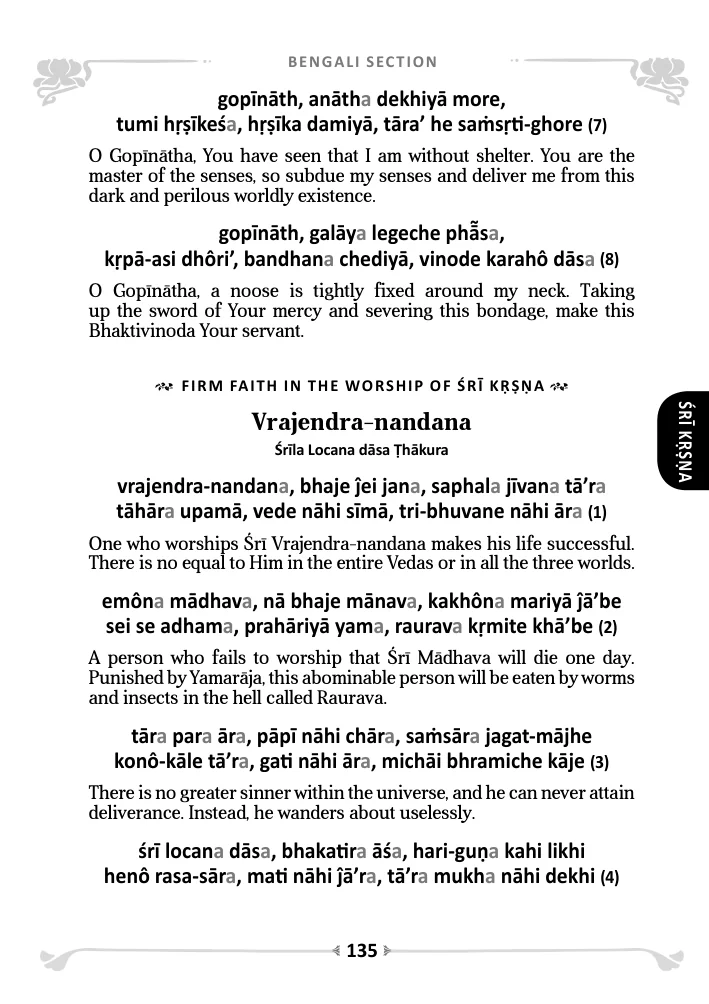 BENGALI SECTION
gopīnāth, anātha dekhiyā more,
tumi hṛṣīkeśa, hṛṣīka damiyā, tāra’ he saṁsṛti-ghore (7)
O Gopīnātha, You have seen that I am without shelter. You are the
master of the senses, so subdue my senses and deliver me from this
dark and perilous worldly existence.
gopīnāth, galāya legeche phā̃sa,
kṛpā-asi dhôri’, bandhana chediyā, vinode karahô dāsa (8)
O Gopīnātha, a noose is tightly fixed around my neck. Taking
up the sword of Your mercy and severing this bondage, make this
Bhaktivinoda Your servant.
FIRM FAITH IN THE WORSHIP OF ŚRĪ KṚṢṆA
Vrajendra-nandana
Śrīla Locana dāsa Ṭhākura
ŚRĪ KṚṢṆA
vrajendra-nandana, bhaje ĵei jana, saphala jīvana tā’ra
tāhāra upamā, vede nāhi sīmā, tri-bhuvane nāhi āra (1)
One who worships Śrī Vrajendra-nandana makes his life successful.
There is no equal to Him in the entire Vedas or in all the three worlds.
emôna mādhava, nā bhaje mānava, kakhôna mariyā ĵā’be
sei se adhama, prahāriyā yama, raurava kṛmite khā’be (2)
A person who fails to worship that Śrī Mādhava will die one day.
Punished by Yamarāja, this abominable person will be eaten by worms
and insects in the hell called Raurava.
tāra para āra, pāpī nāhi chāra, saṁsāra jagat-mājhe
konô-kāle tā’ra, gati nāhi āra, michāi bhramiche kāje (3)
There is no greater sinner within the universe, and he can never attain
deliverance. Instead, he wanders about uselessly.
śrī locana dāsa, bhakatira āśa, hari-guṇa kahi likhi
henô rasa-sāra, mati nāhi ĵā’ra, tā’ra mukha nāhi dekhi (4)
135